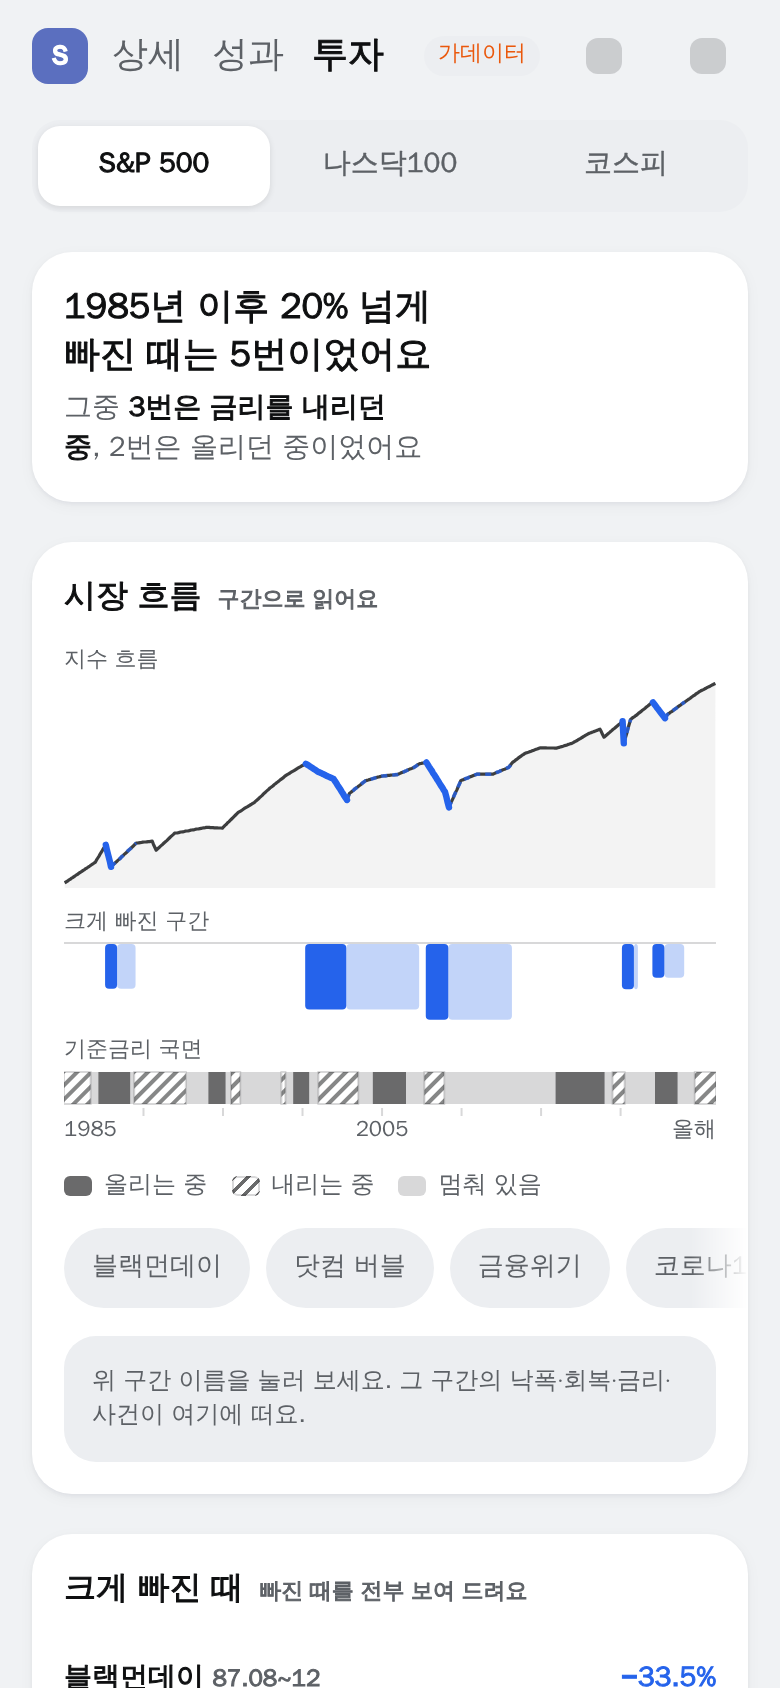 S 상세 성과 투자 가데이터
S&P 500 나스닥100 코스피
1985년 이후 20% 넘게
빠진 때는 5번이었어요
그중 3번은 금리를 내리던
중, 2번은 올리던 중이었어요
시장 흐름 구간으로 읽어요
지수 흐름
크게 빠진 구간
기준금리 국면
1985 2005 올해
올리는 중 내리는 중 멈춰 있음
블랙먼데이 닷컴 버블 금융위기 코로나1
위 구간 이름을 눌러 보세요. 그 구간의 낙폭·회복·금리·
사건이 여기에 떠요.
크게 빠진 때 빠진 때를 전부 보여 드려요
블랙먼데이 87.08~12 −33.5%